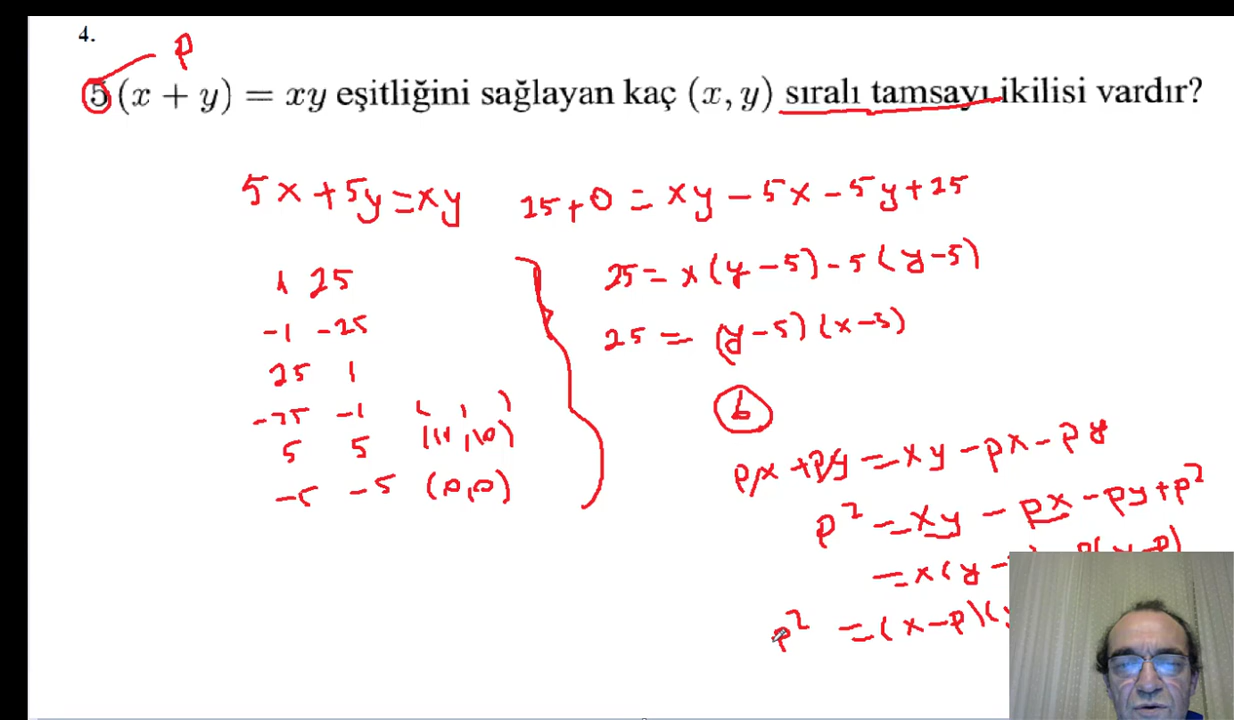 4.
p
5(x + y) = xy eşitliğini sağlayan kaç (x, y) sıralı tamsayı ikilisi vardır?
5x + 5y = xy
25 + 0 = xy - 5x - 5y + 25
25 = x(y - 5) - 5(y - 5)
25 = (y - 5)(x - 5)
1 25
-1 -25
25 1
-25 -1 ( , )
5 5 (10,10)
-5 -5 (0,0)
6
px + py = xy - px - py
p² = xy - px - py + p²
= x(y -
p² = (x - p)(